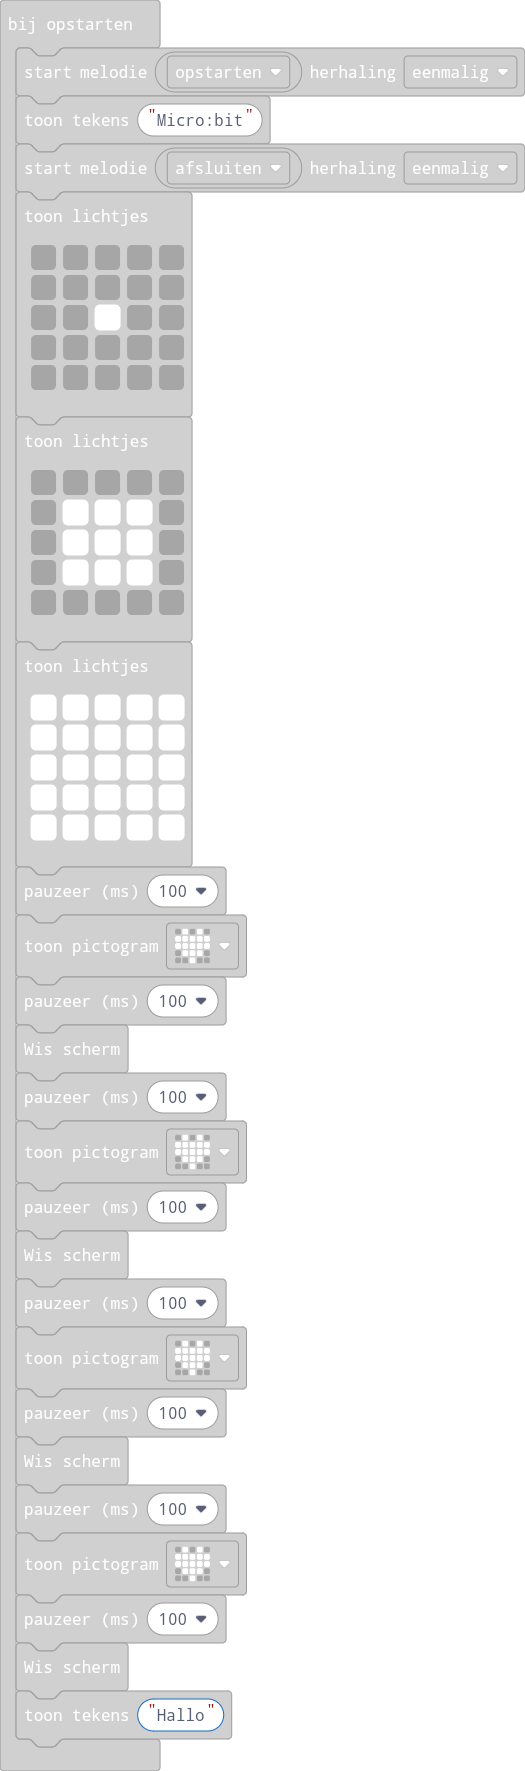 bij opstarten
start melodie opstarten herhaling eenmalig
toon tekens "Micro:bit"
start melodie afsluiten herhaling eenmalig
toon lichtjes
toon lichtjes
toon lichtjes
pauzeer (ms) 100
toon pictogram
pauzeer (ms) 100
Wis scherm
pauzeer (ms) 100
toon pictogram
pauzeer (ms) 100
Wis scherm
pauzeer (ms) 100
toon pictogram
pauzeer (ms) 100
Wis scherm
pauzeer (ms) 100
toon pictogram
pauzeer (ms) 100
Wis scherm
toon tekens "Hallo"